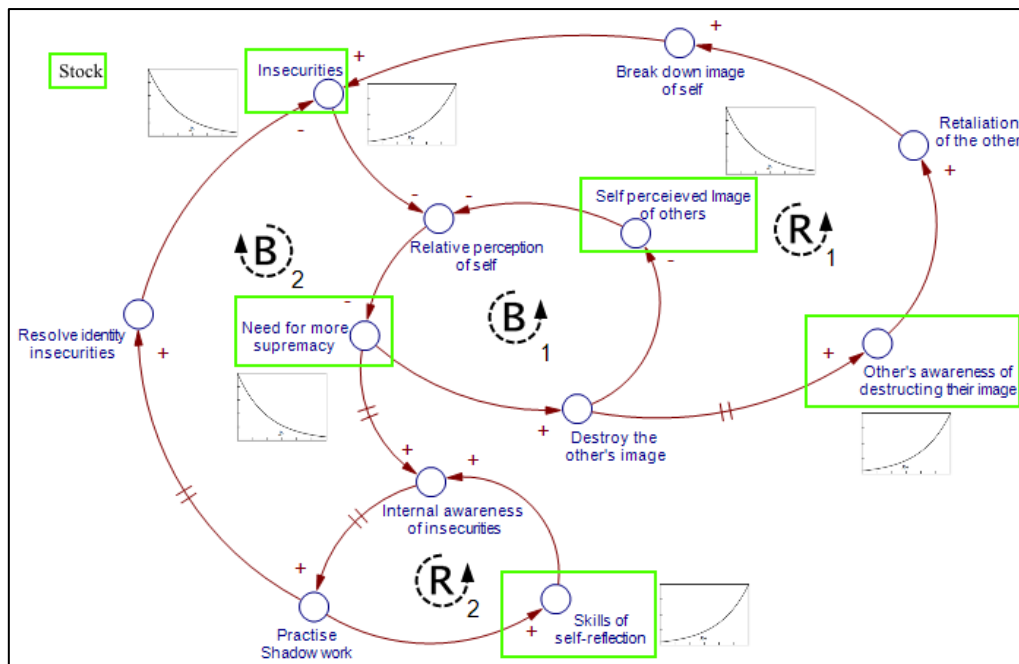 Stock
Insecurities
+
-
Break down image
of self
Retaliation
of the other
+
Self perceieved Image
of others
-
-
-
Relative perception
of self
R
1
B
2
-
Need for more
supremacy
B
1
Resolve identity
insecurities
+
+
Other's awareness of
destructing their image
+
Destroy the
other's image
+
+
Internal awareness
of insecurities
R
2
+
Practise
Shadow work
+
Skills of
self-reflection